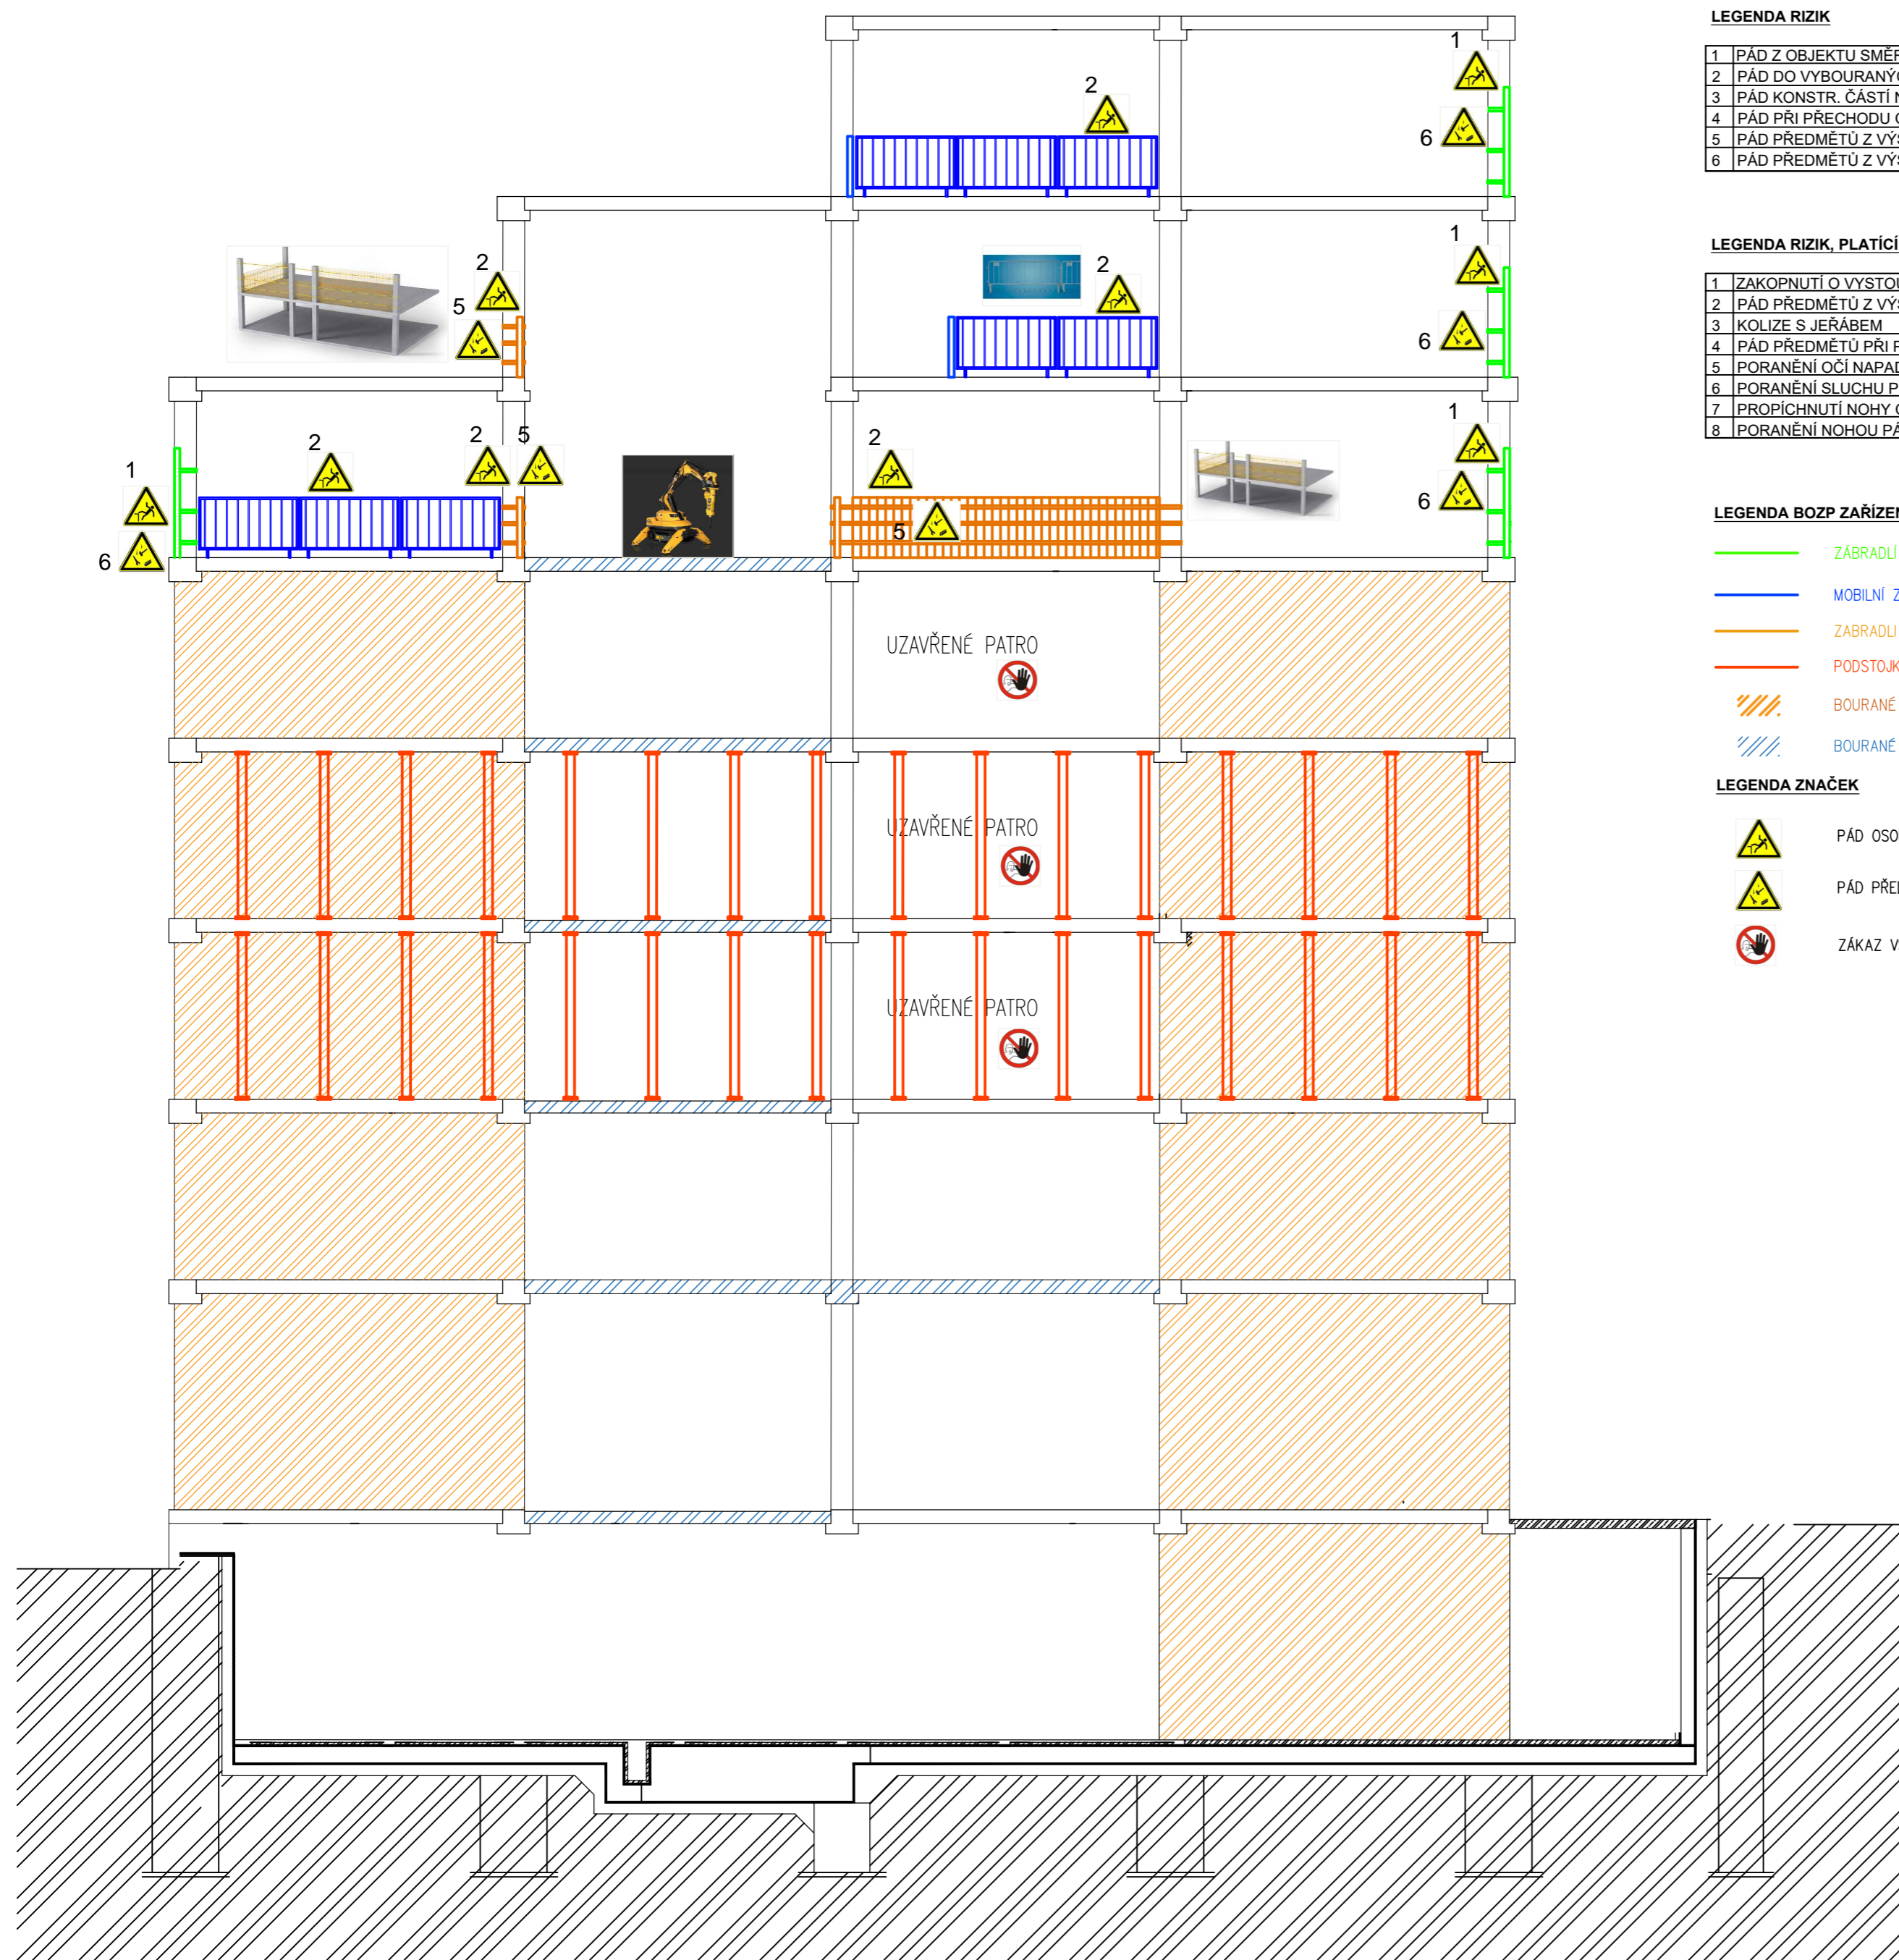 LEGENDA RIZIK
1 PÁD Z OBJEKTU SMĚ
2 PÁD DO VYBOURANÝ
3 PÁD KONSTR. ČÁSTÍ
4 PÁD PŘI PŘECHODU
5 PÁD PŘEDMĚTŮ Z VÝ
6 PÁD PŘEDMĚTŮ Z VÝ
LEGENDA RIZIK, PLATÍCÍ
1 ZAKOPNUTÍ O VYSTO
2 PÁD PŘEDMĚTŮ Z VÝ
3 KOLIZE S JEŘÁBEM
4 PÁD PŘEDMĚTŮ PŘI
5 PORANĚNÍ OČÍ NAPA
6 PORANĚNÍ SLUCHU P
7 PROPÍCHNUTÍ NOHY
8 PORANĚNÍ NOHOU PÁ
LEGENDA BOZP ZAŘÍZE
ZÁBRADLÍ
MOBILNÍ Z
ZABRADLI
PODSTOJK
BOURANÉ
BOURANÉ
LEGENDA ZNAČEK
PÁD OSO
PÁD PŘE
ZÁKAZ V
1
2
6
1
2
2
5
6
1
2
2
5
2
1
6
5
6
UZAVŘENÉ PATRO
UZAVŘENÉ PATRO
UZAVŘENÉ PATRO